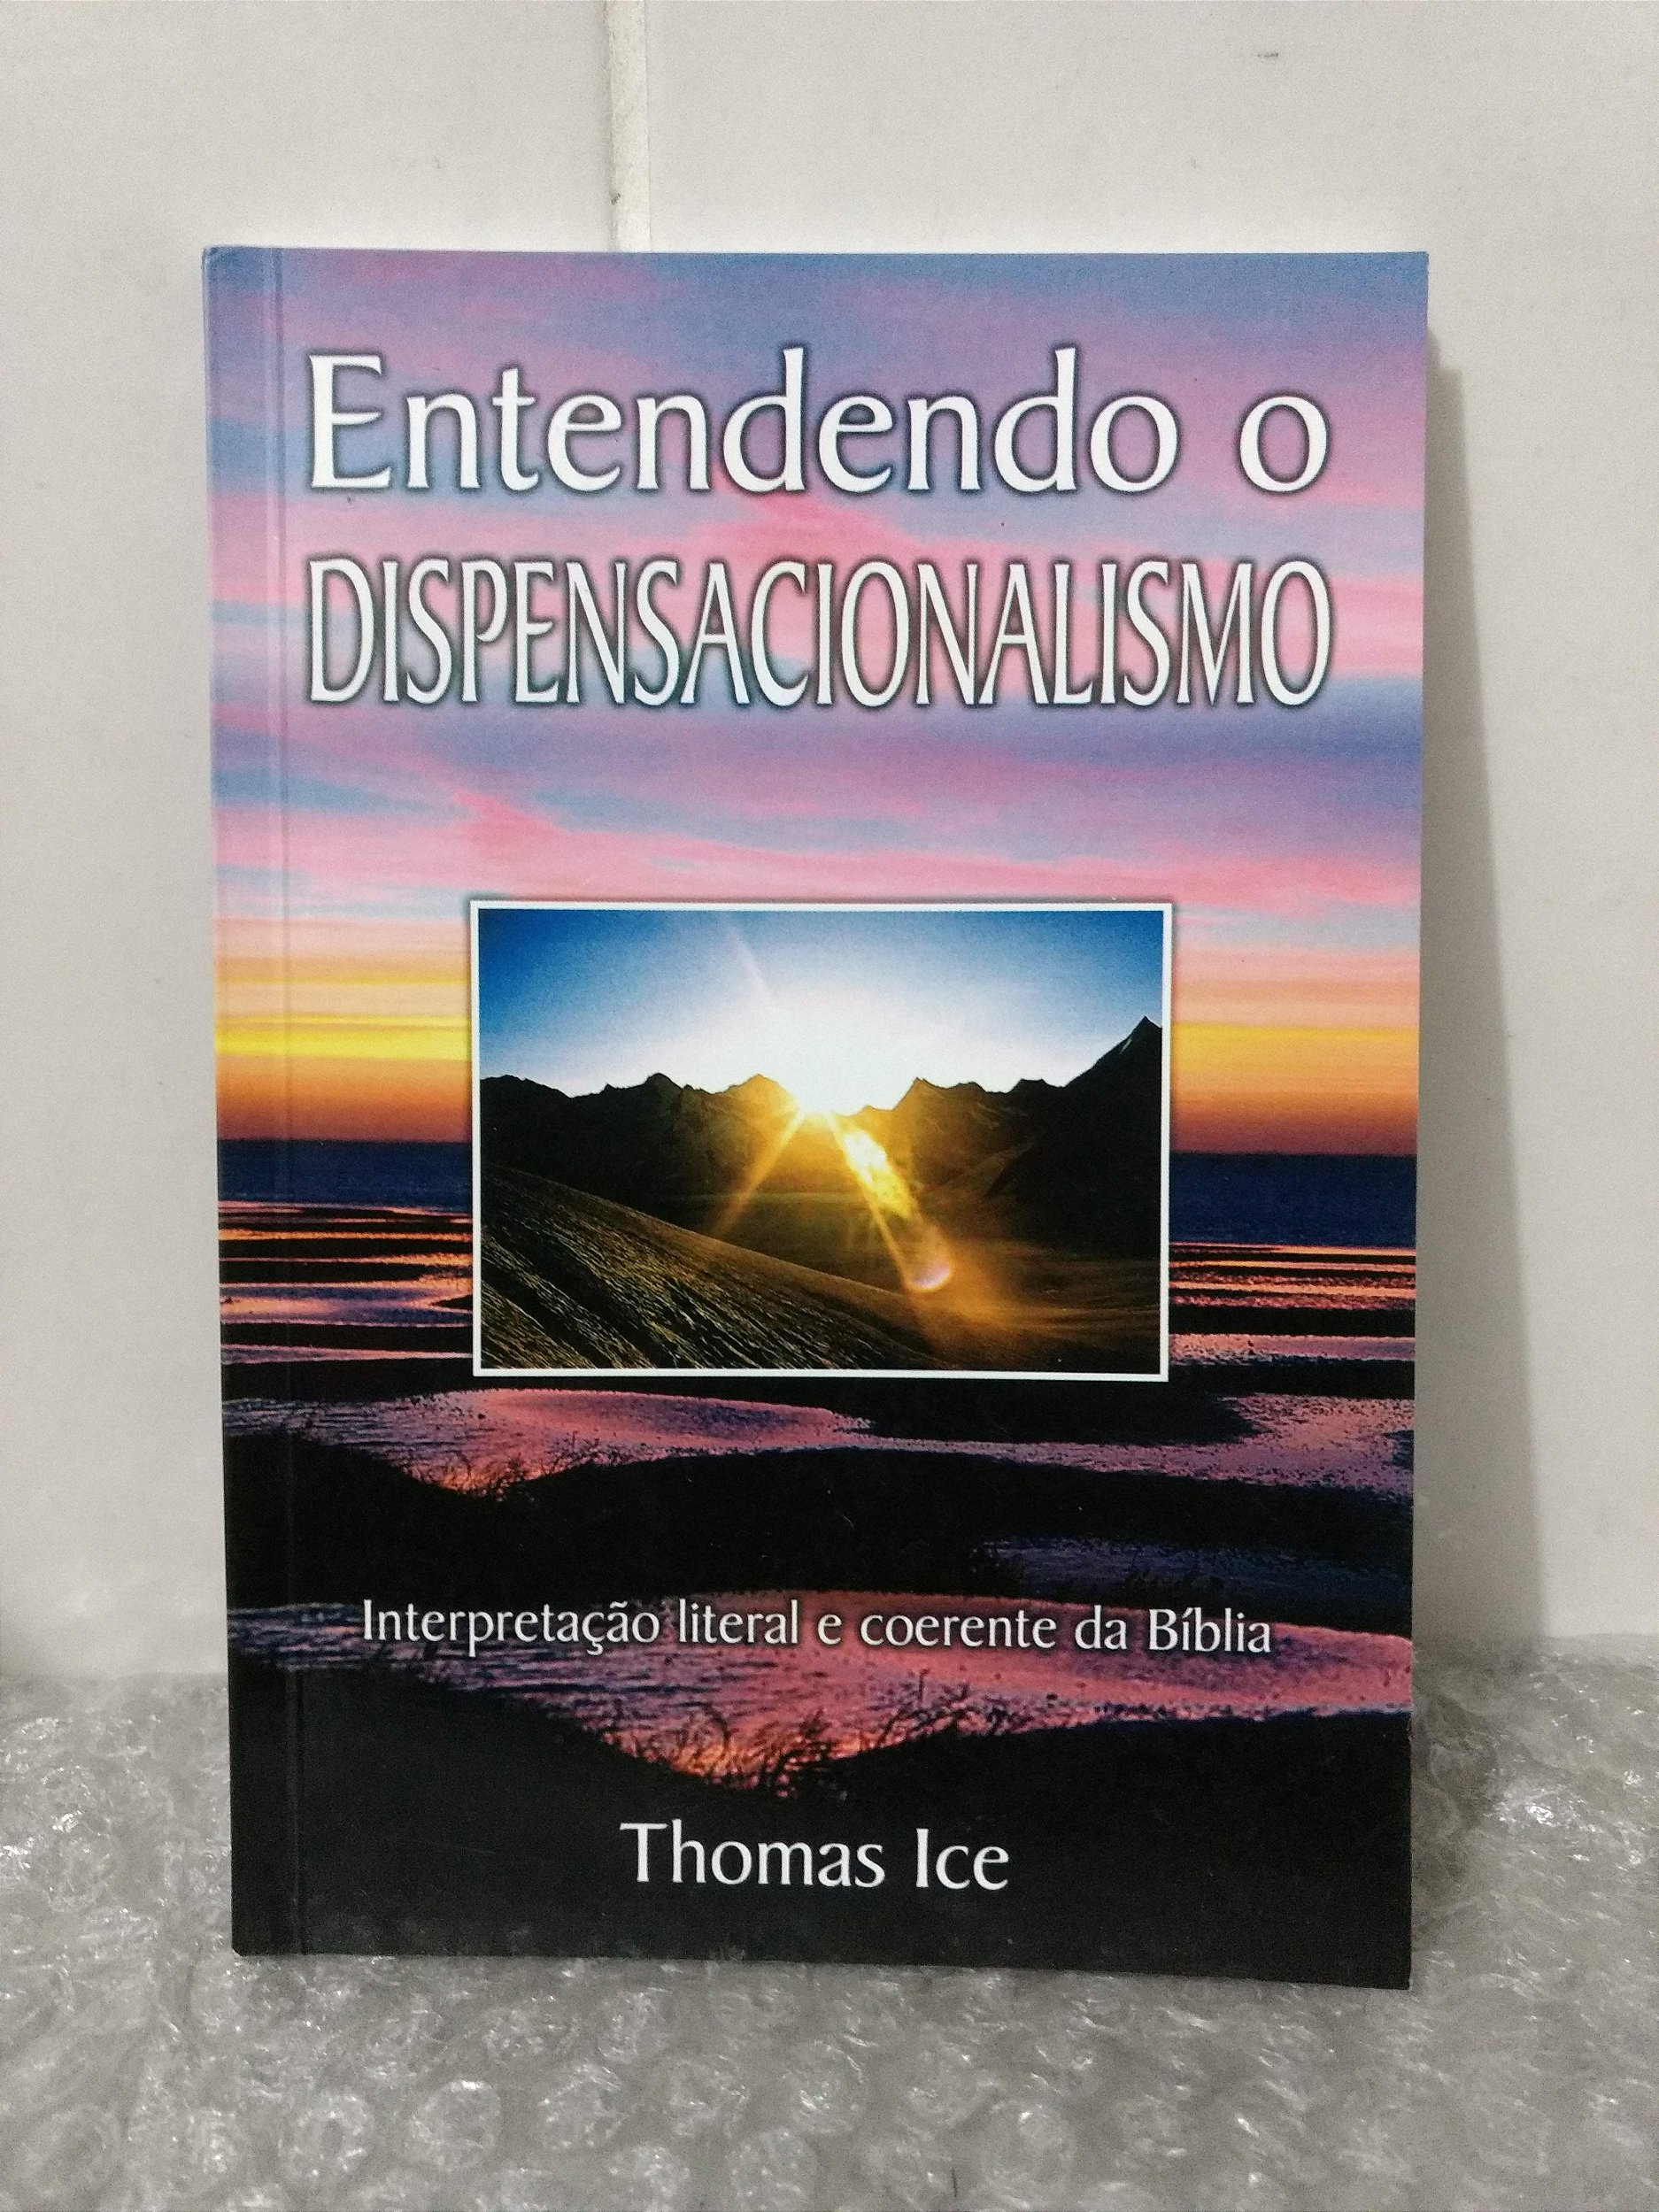 Entendendo o
DISPENSACIONALISMO
Interpretação literal e coerente da Bíblia
Thomas Ice